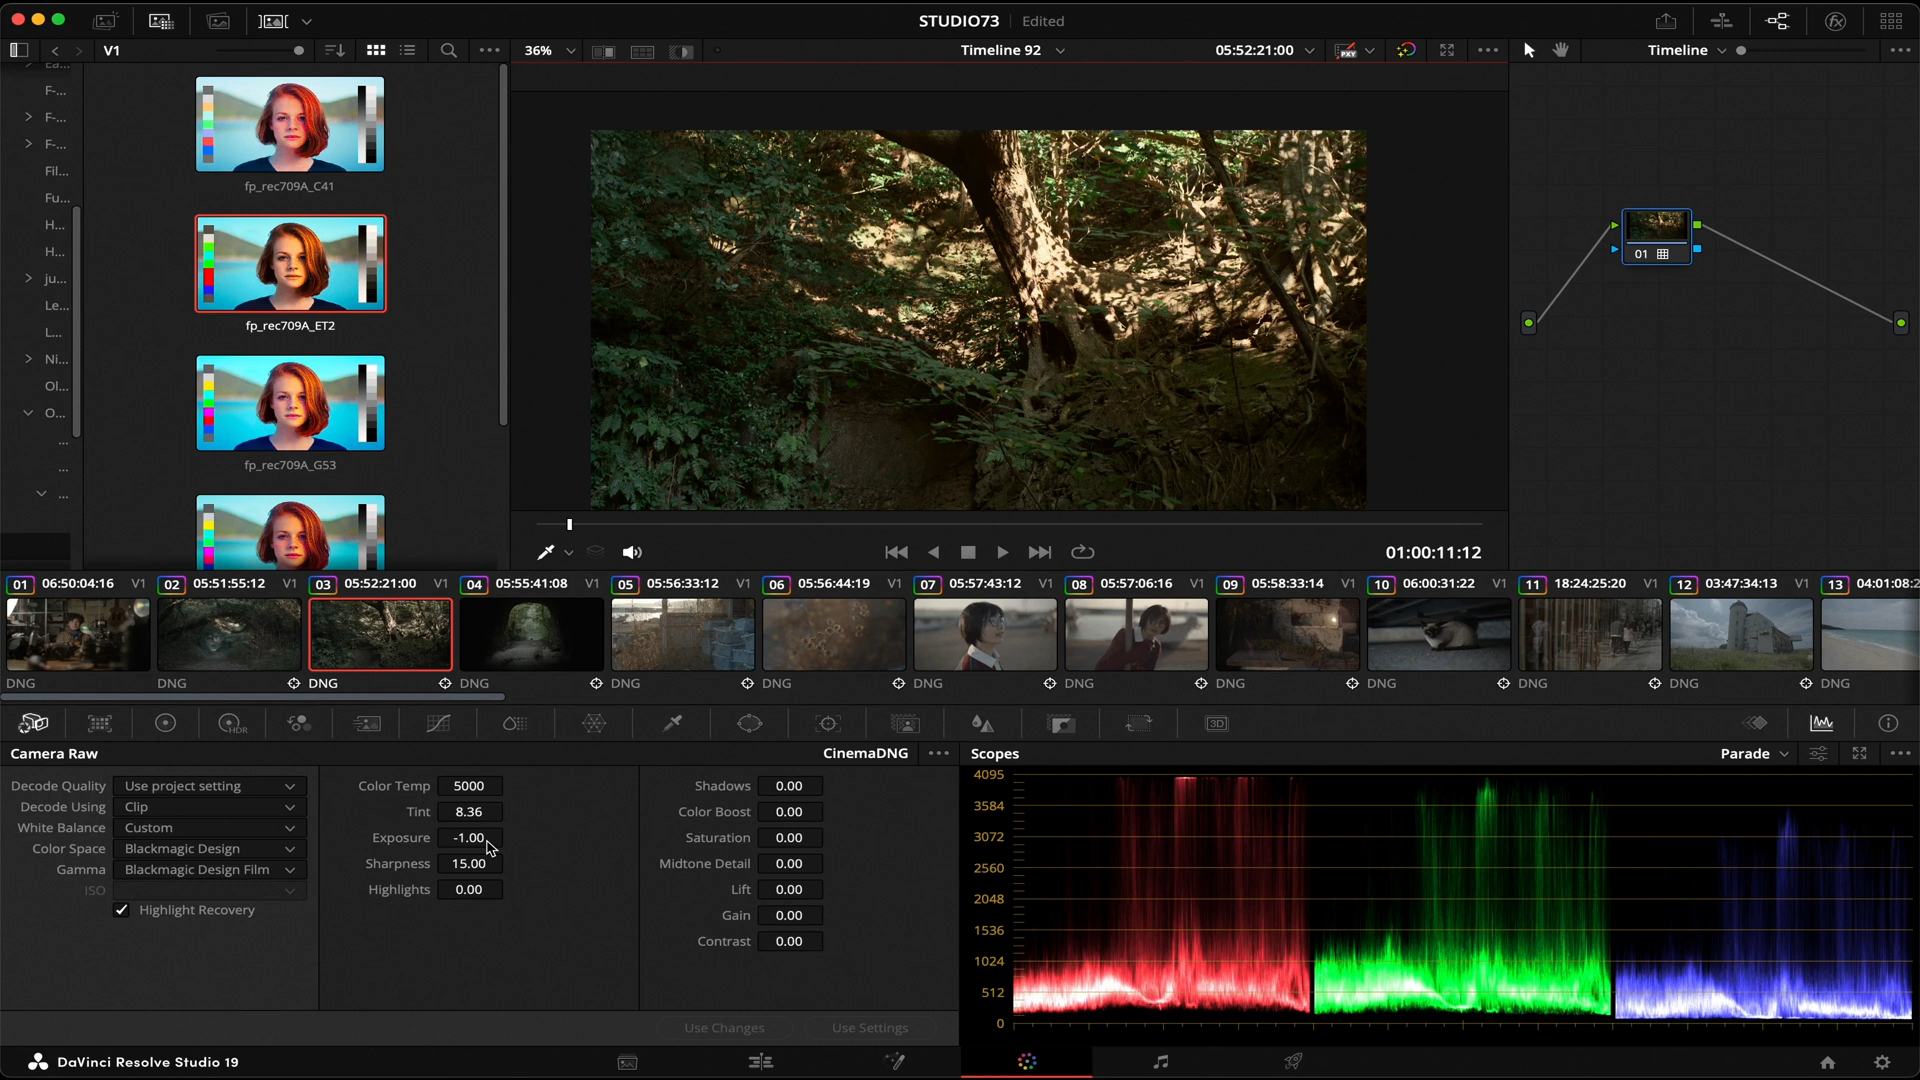 STUDIO73 Edited
V1
36%
Timeline 92
05:52:21:00
PXY
Timeline
Ea...
F-...
F-...
F-...
Fil...
Fu...
H...
H...
ju...
Le...
L...
Ni...
Ol...
O...
...
...
...
fp_rec709A_C41
fp_rec709A_ET2
fp_rec709A_G53
01
01:00:11:12
01 06:50:04:16 V1
02 05:51:55:12 V1
03 05:52:21:00 V1
04 05:55:41:08 V1
05 05:56:33:12 V1
06 05:56:44:19 V1
07 05:57:43:12 V1
08 05:57:06:16 V1
09 05:58:33:14 V1
10 06:00:31:22 V1
11 18:24:25:20 V1
12 03:47:34:13 V1
13 04:01:08:2
DNG DNG DNG DNG DNG DNG DNG DNG DNG DNG DNG DNG DNG
HDR
3D
Camera Raw
CinemaDNG
Decode Quality Use project setting
Decode Using Clip
White Balance Custom
Color Space Blackmagic Design
Gamma Blackmagic Design Film
ISO
Highlight Recovery
Color Temp 5000
Tint 8.36
Exposure -1.00
Sharpness 15.00
Highlights 0.00
Shadows 0.00
Color Boost 0.00
Saturation 0.00
Midtone Detail 0.00
Lift 0.00
Gain 0.00
Contrast 0.00
Use Changes
Use Settings
Scopes
Parade
4095
3584
3072
2560
2048
1536
1024
512
0
DaVinci Resolve Studio 19